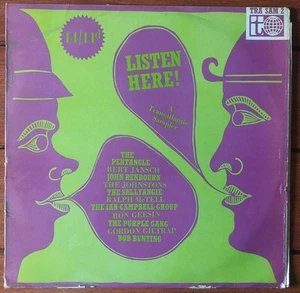 14/11ᴰ
TRA SAM 2
LISTEN
HERE!
A
Transatlantic
Sampler
THE
PENTANGLE
BERT JANSCH
JOHN RENBOURN
THE JOHNSTONS
THE SALLYANGIE
RALPH McTELL
THE IAN CAMPBELL GROUP
RON GEESIN
THE PURPLE GANG
GORDON GILTRAP
BOB BUNTING